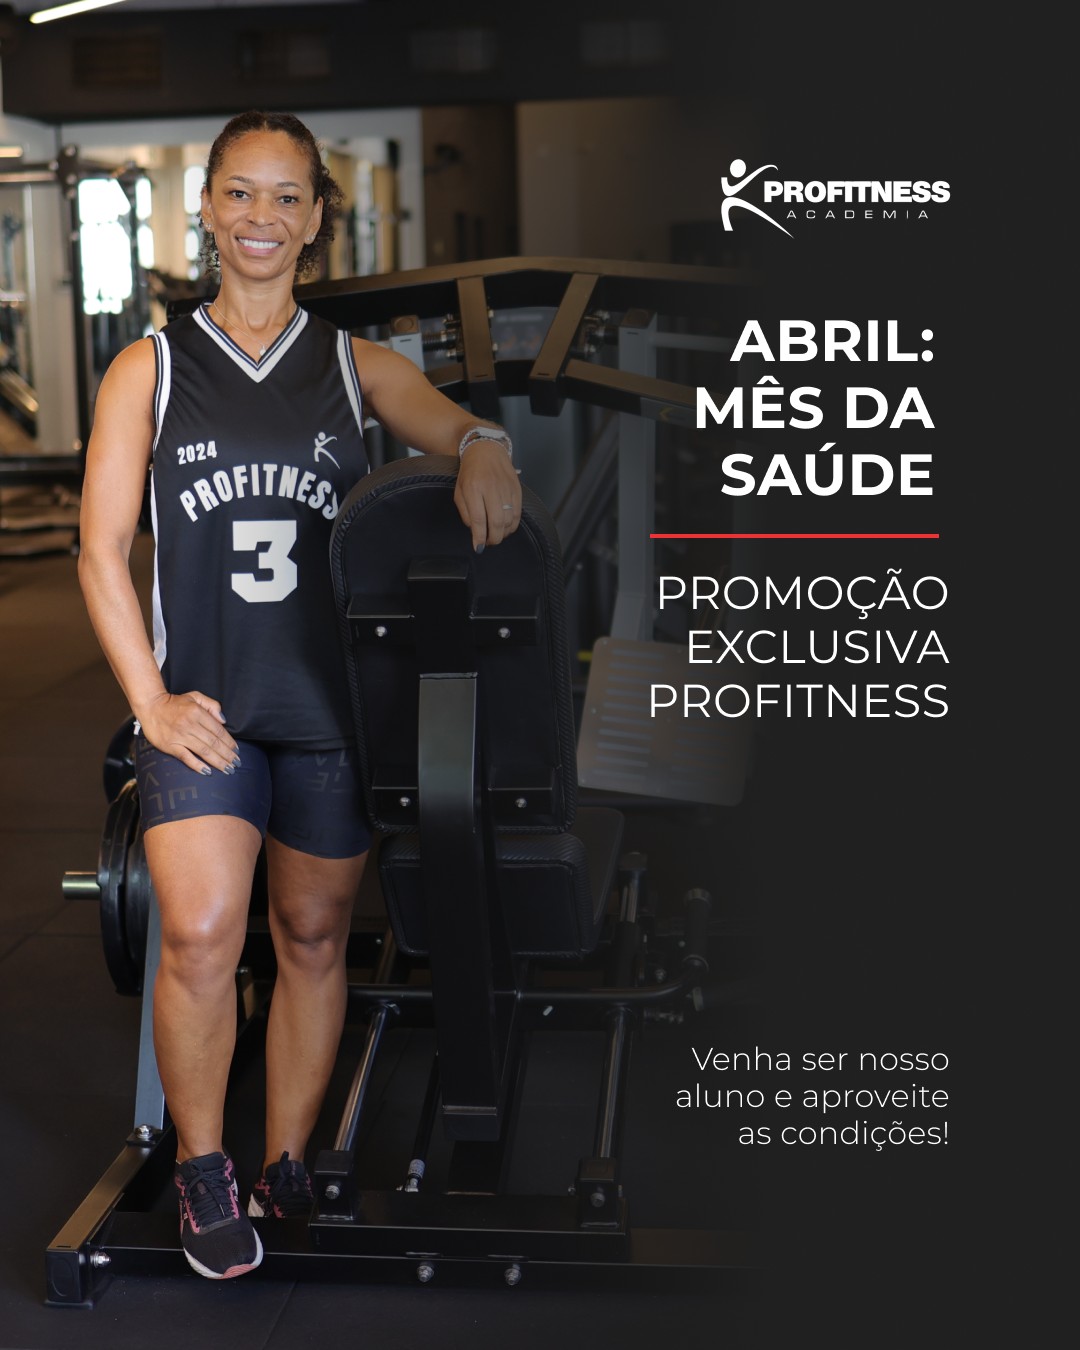 PROFITNESS
ACADEMIA
ABRIL:
MÊS DA
SAÚDE
PROMOÇÃO
EXCLUSIVA
PROFITNESS
2024
PROFITNESS
3
Venha ser nosso
aluno e aproveite
as condições!